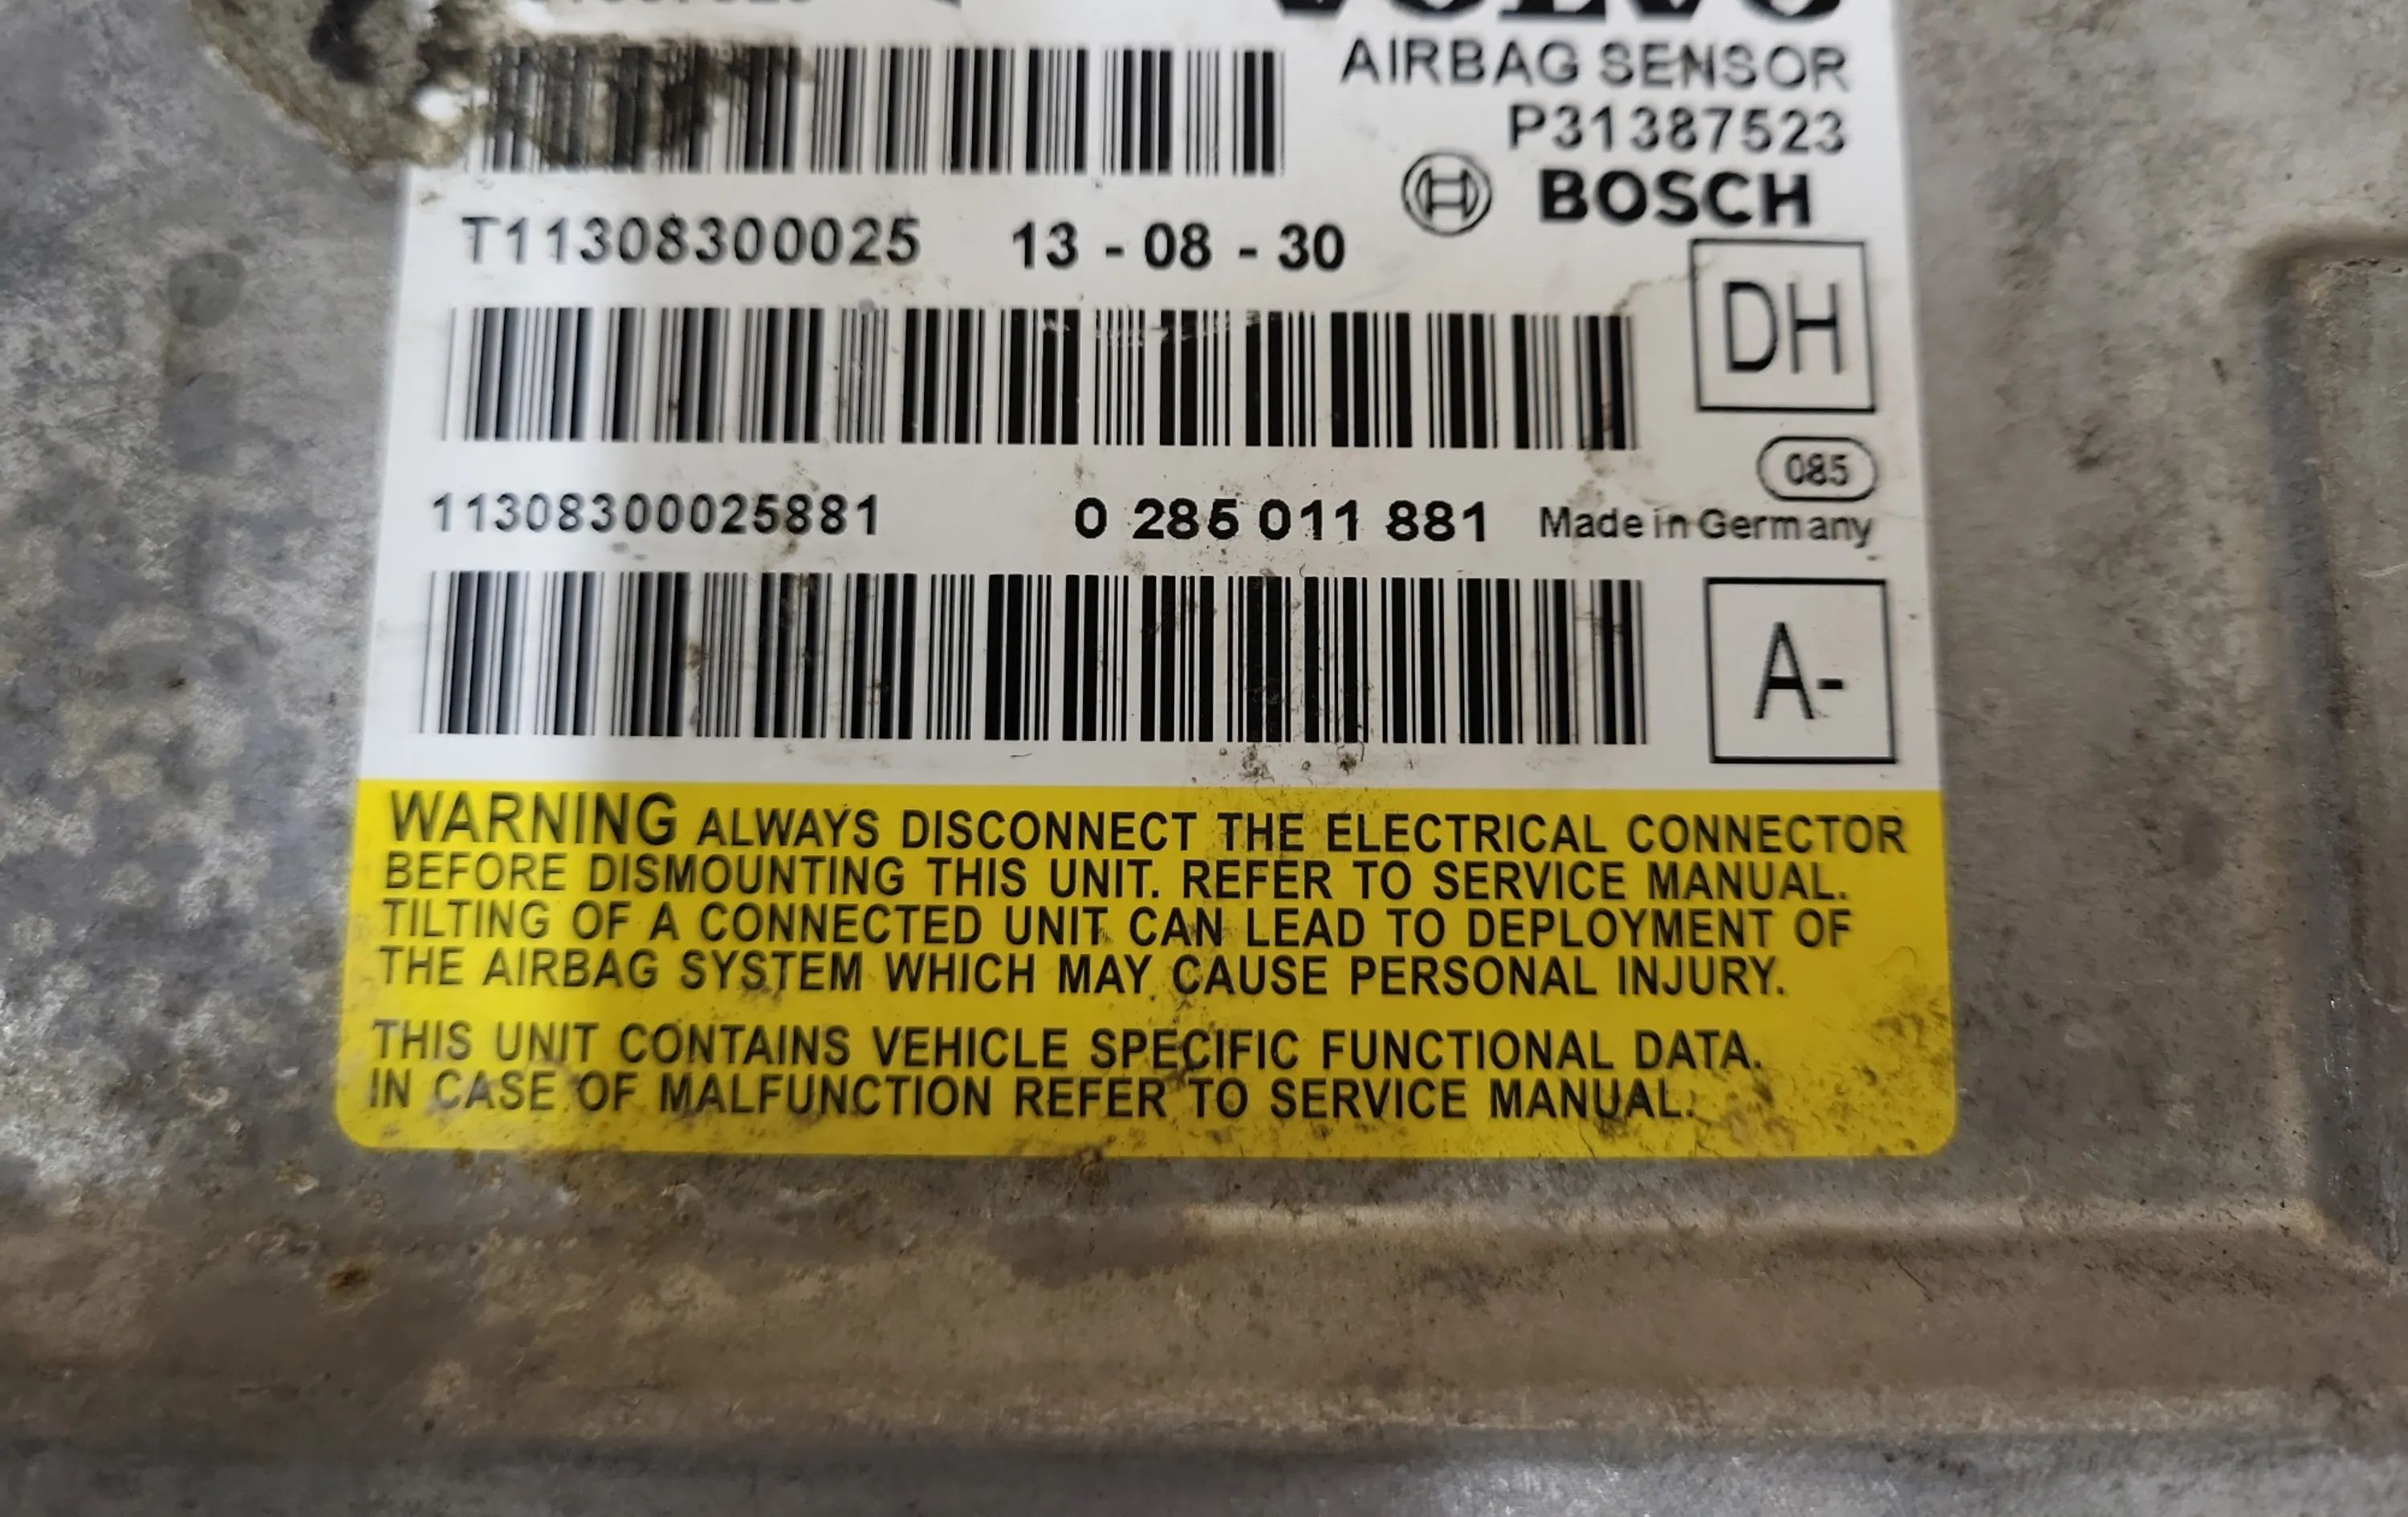 VOLVO
AIRBAG SENSOR
P31387523
BOSCH
T11308300025 13 - 08 - 30
DH
085
11308300025881 0 285 011 881 Made in Germany
A-
WARNING ALWAYS DISCONNECT THE ELECTRICAL CONNECTOR
BEFORE DISMOUNTING THIS UNIT. REFER TO SERVICE MANUAL.
TILTING OF A CONNECTED UNIT CAN LEAD TO DEPLOYMENT OF
THE AIRBAG SYSTEM WHICH MAY CAUSE PERSONAL INJURY.
THIS UNIT CONTAINS VEHICLE SPECIFIC FUNCTIONAL DATA.
IN CASE OF MALFUNCTION REFER TO SERVICE MANUAL.